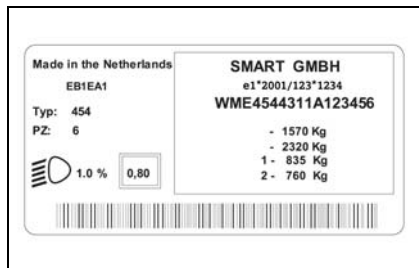 Made in the Netherlands
EB1EA1
Typ: 454
PZ: 6
1.0 %
0,80
SMART GMBH
e1*2001/123*1234
WME4544311A123456
- 1570 Kg
- 2320 Kg
1 - 835 Kg
2 - 760 Kg